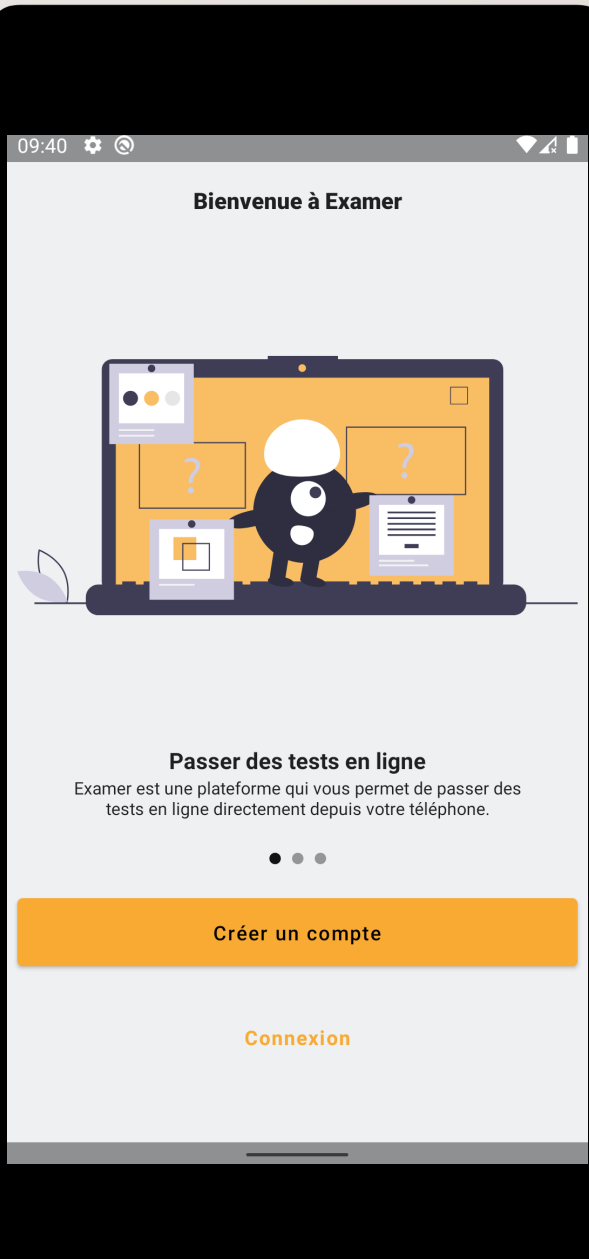 09:40
Bienvenue à Examer
?
?
Passer des tests en ligne
Examer est une plateforme qui vous permet de passer des
tests en ligne directement depuis votre téléphone.
Créer un compte
Connexion